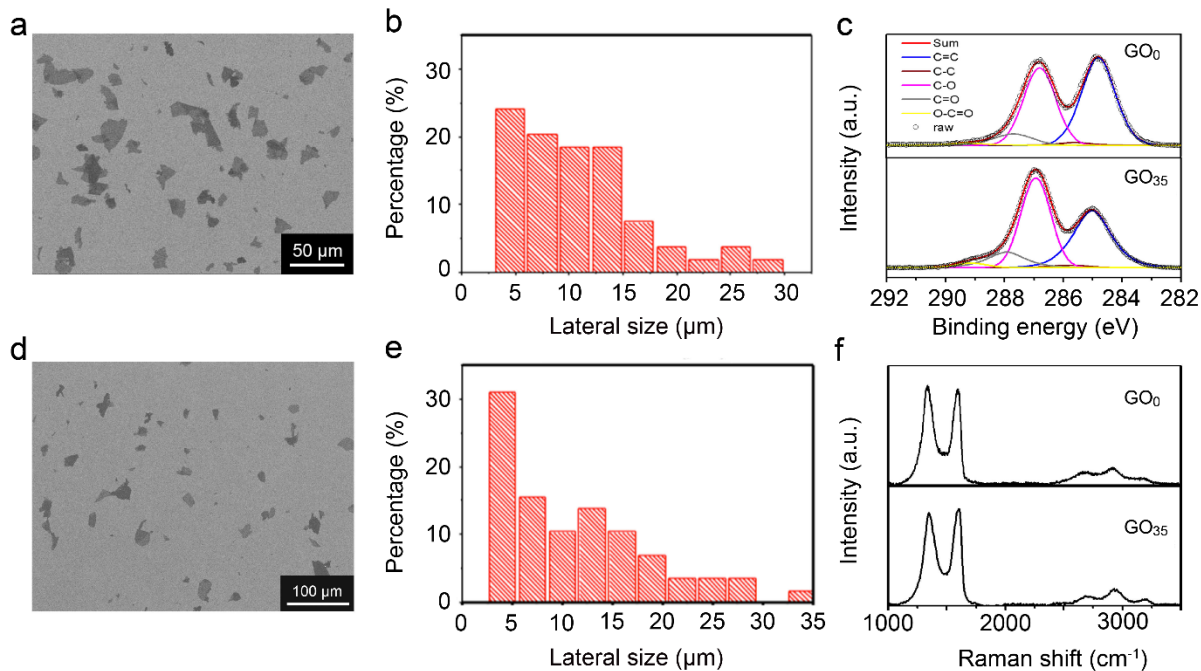 a
50 µm
b
Percentage (%)
30
20
10
0
0 5 10 15 20 25 30
Lateral size (µm)
c
Intensity (a.u.)
Sum
C=C
C-C
C-O
C=O
O-C=O
raw
GO₀
GO₃₅
292 290 288 286 284 282
Binding energy (eV)
d
100 µm
e
Percentage (%)
30
20
10
0
5 10 15 20 25 30 35
Lateral size (µm)
f
Intensity (a.u.)
GO₀
GO₃₅
1000 2000 3000
Raman shift (cm⁻¹)